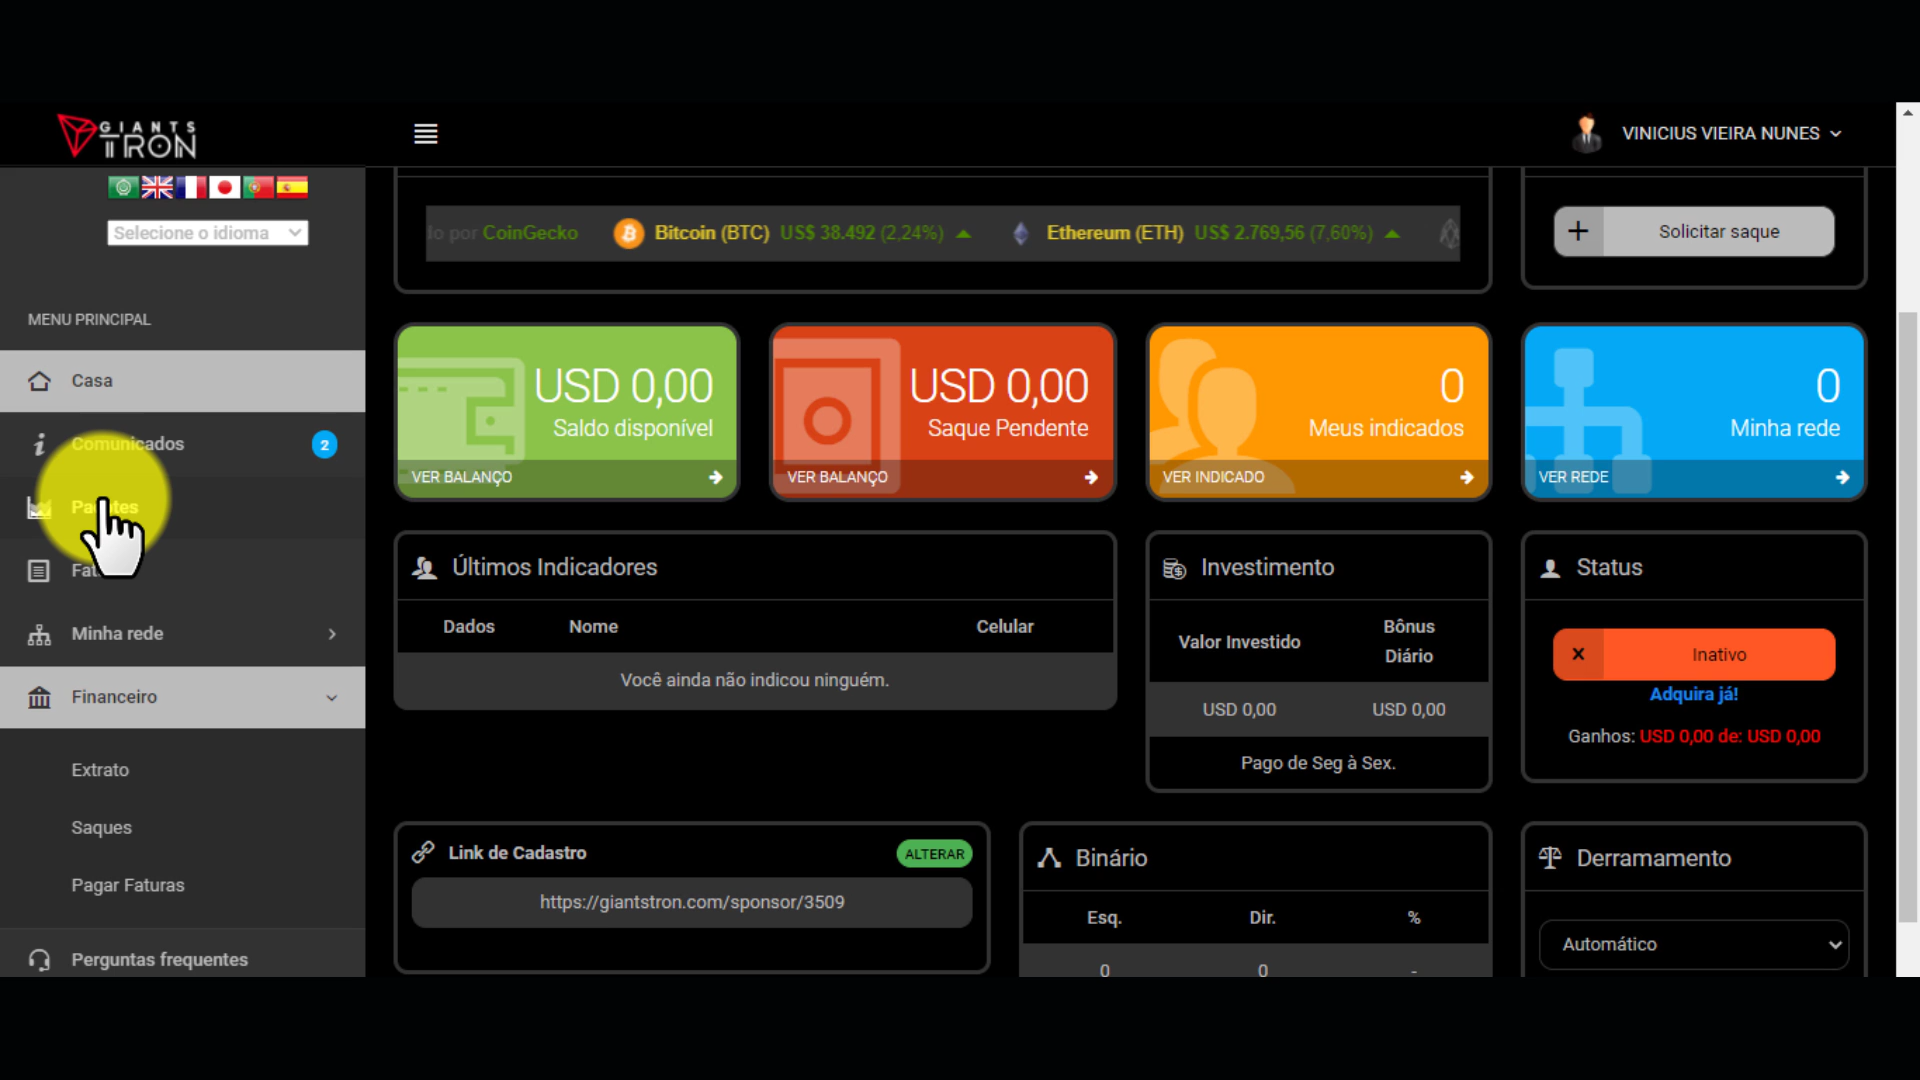 GIANTS
TRON
VINICIUS VIEIRA NUNES
Selecione o idioma
do por CoinGecko
Bitcoin (BTC) US$ 38.492 (2,24%)
Ethereum (ETH) US$ 2.769,56 (7,60%)
Solicitar saque
MENU PRINCIPAL
Casa
Comunicados 2
Financeiro
Minha rede
Extrato
Saques
Pagar Faturas
Perguntas frequentes
USD 0,00
Saldo disponível
VER BALANÇO
USD 0,00
Saque Pendente
VER BALANÇO
0
Meus indicados
VER INDICADO
0
Minha rede
VER REDE
Últimos Indicadores
Dados Nome Celular
Você ainda não indicou ninguém.
Investimento
Valor Investido
Bônus
Diário
USD 0,00 USD 0,00
Pago de Seg à Sex.
Status
Inativo
Adquira já!
Ganhos: USD 0,00 de: USD 0,00
Link de Cadastro ALTERAR
https://giantstron.com/sponsor/3509
Binário
Esq. Dir. %
0 0 -
Derramamento
Automático